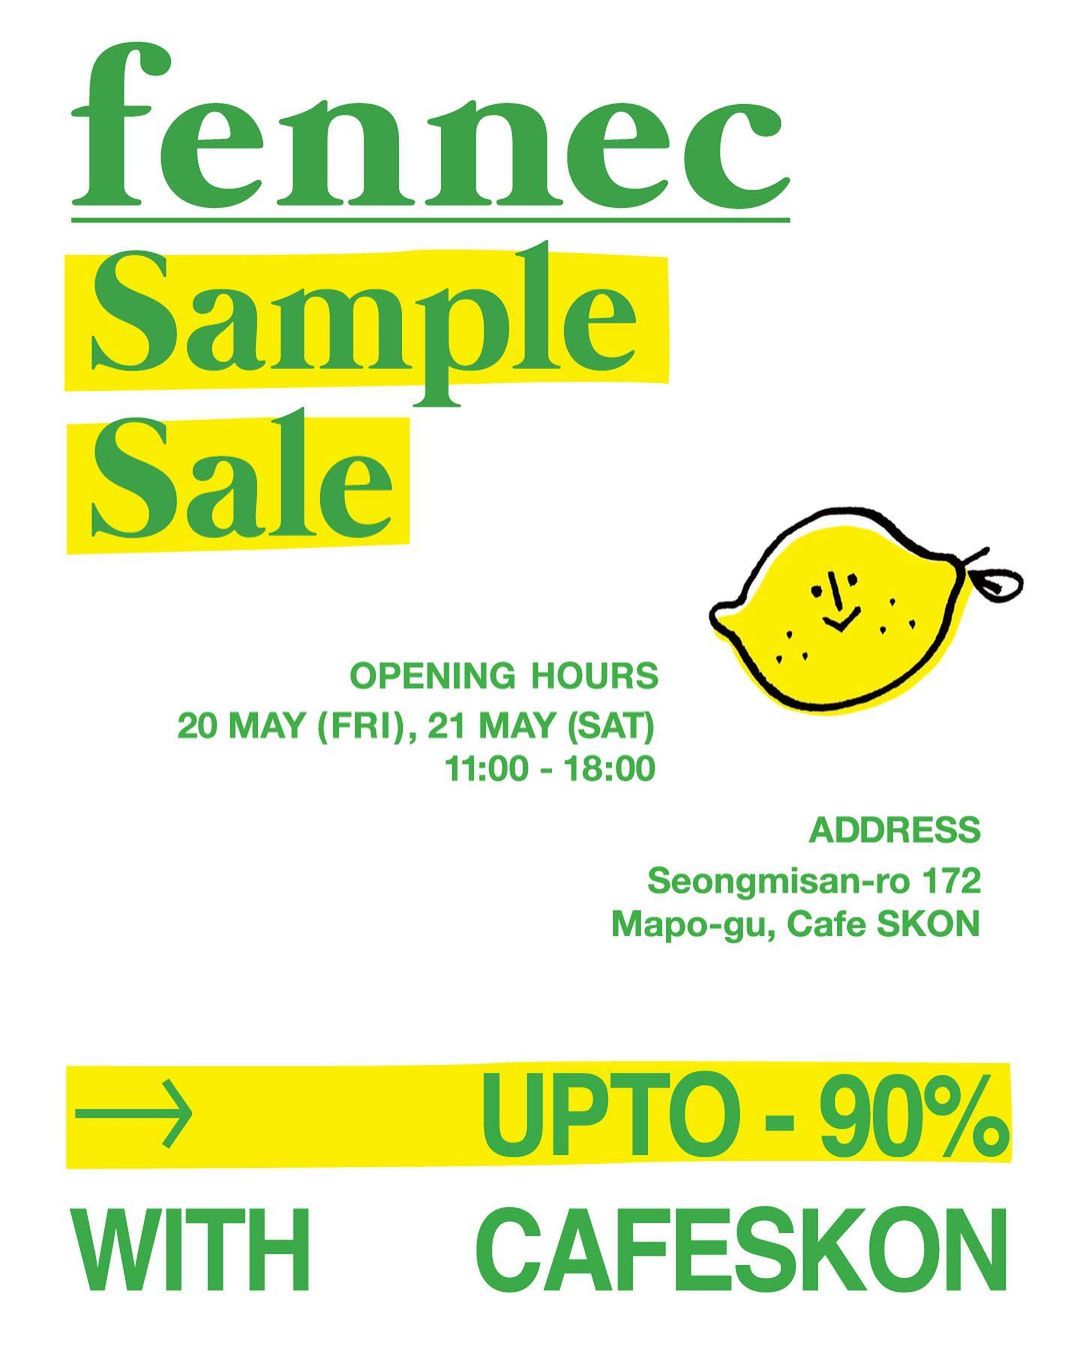 fennec
Sample
Sale
OPENING HOURS
20 MAY (FRI), 21 MAY (SAT)
11:00 - 18:00
ADDRESS
Seongmisan-ro 172
Mapo-gu, Cafe SKON
→ UPTO - 90%
WITH CAFESKON